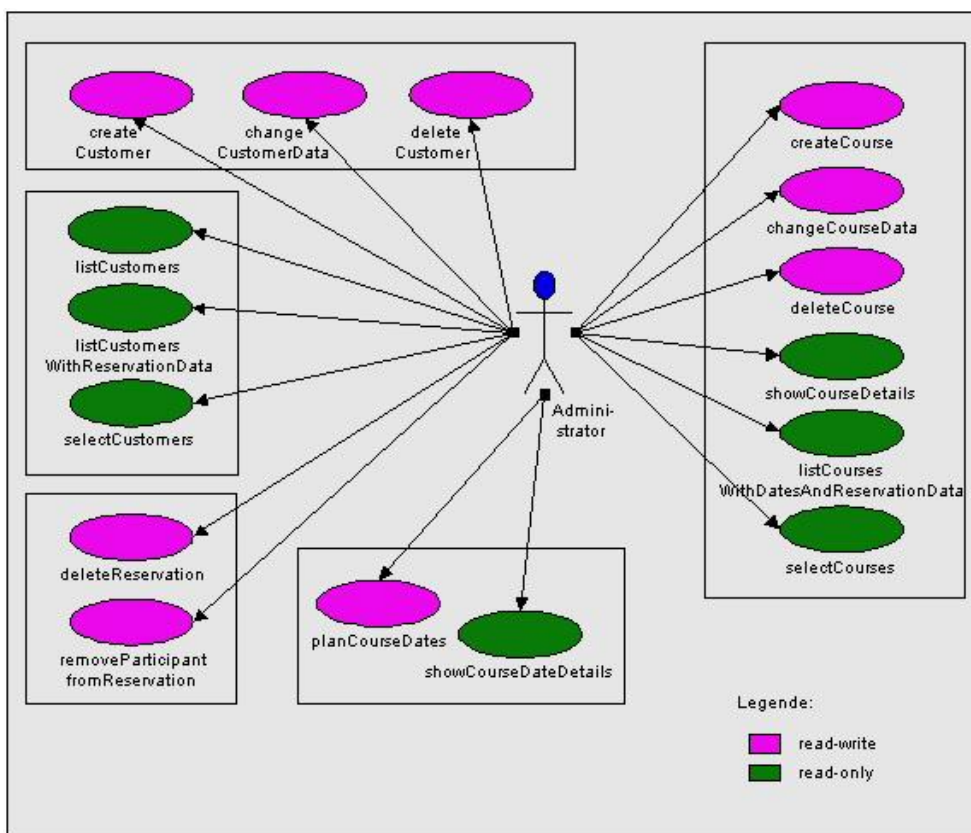 create
Customer
change
CustomerData
delete
Customer
listCustomers
listCustomers
WithReservationData
selectCustomers
deleteReservation
removeParticipant
fromReservation
planCourseDates
showCourseDateDetails
Admini-
strator
createCourse
changeCourseData
deleteCourse
showCourseDetails
listCourses
WithDatesAndReservationData
selectCourses
Legende:
read-write
read-only